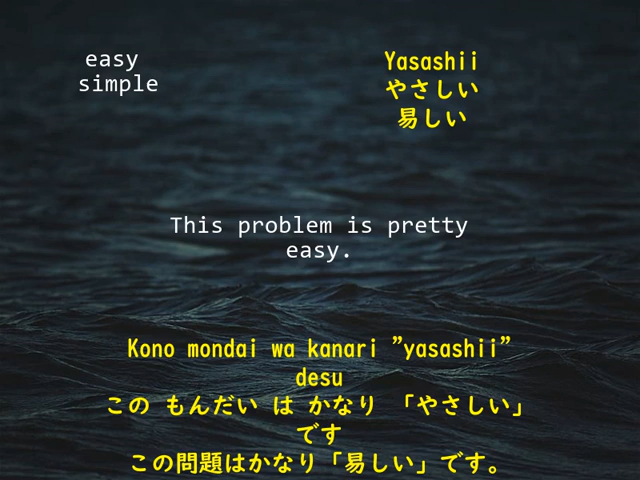 easy
simple
Yasashii
やさしい
易しい
This problem is pretty
easy.
Kono mondai wa kanari ”yasashii”
desu
この もんだい は かなり 「やさしい」
です
この問題はかなり「易しい」です。